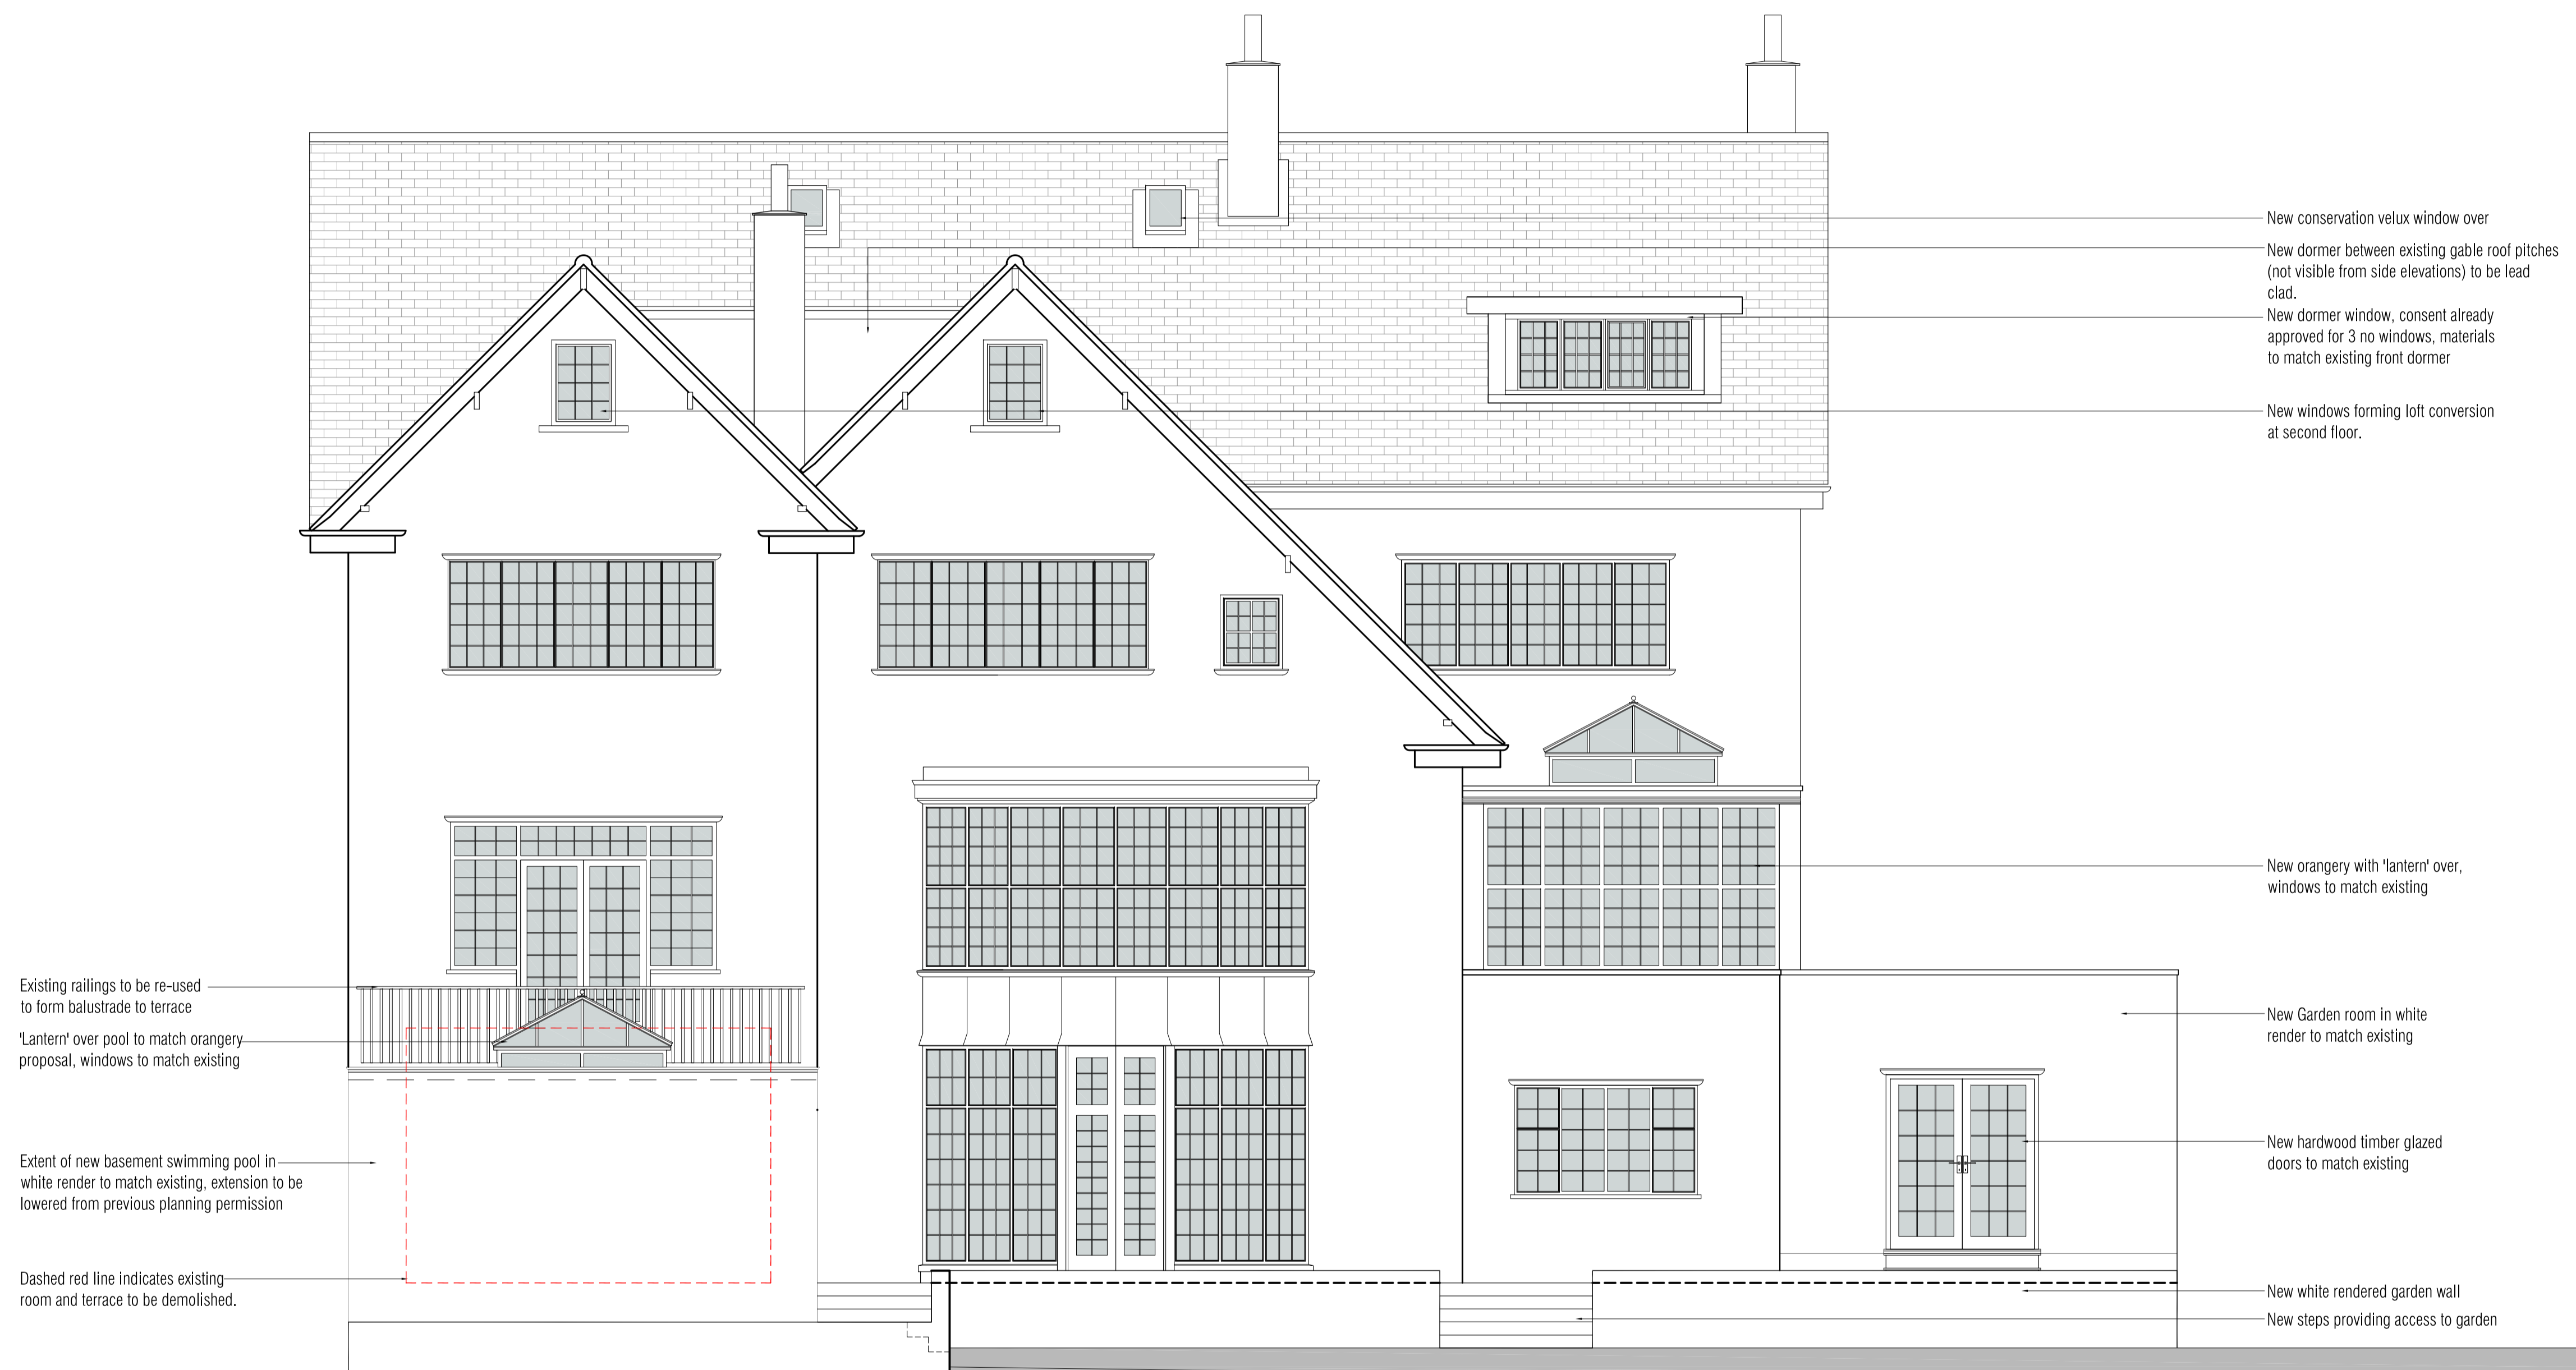 New conservation velux window over
New dormer between existing gable roof pitches
(not visible from side elevations) to be lead
clad.
New dormer window, consent already
approved for 3 no windows, materials
to match existing front dormer
New windows forming loft conversion
at second floor.
New orangery with 'lantern' over,
windows to match existing
Existing railings to be re-used
to form balustrade to terrace
'Lantern' over pool to match orangery
proposal, windows to match existing
Extent of new basement swimming pool in
white render to match existing, extension to be
lowered from previous planning permission
Dashed red line indicates existing
room and terrace to be demolished.
New Garden room in white
render to match existing
New hardwood timber glazed
doors to match existing
New white rendered garden wall
New steps providing access to garden